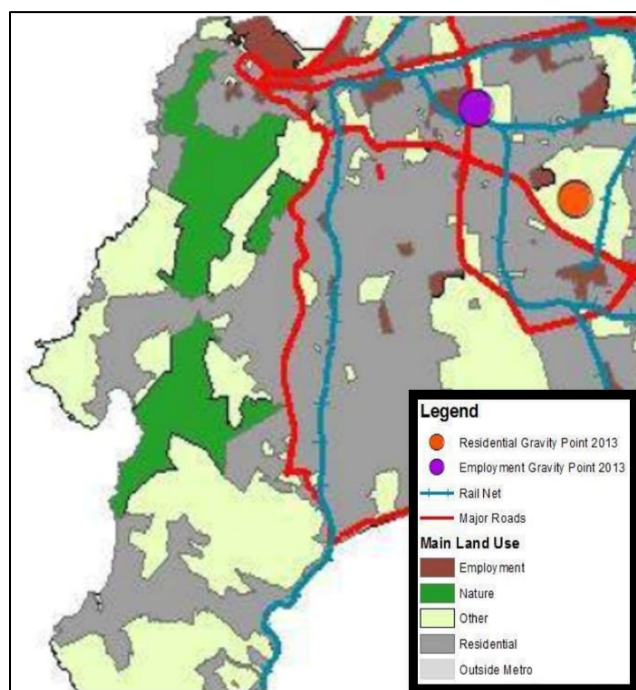 Legend
Residential Gravity Point 2013
Employment Gravity Point 2013
Rail Net
Major Roads
Main Land Use
Employment
Nature
Other
Residential
Outside Metro